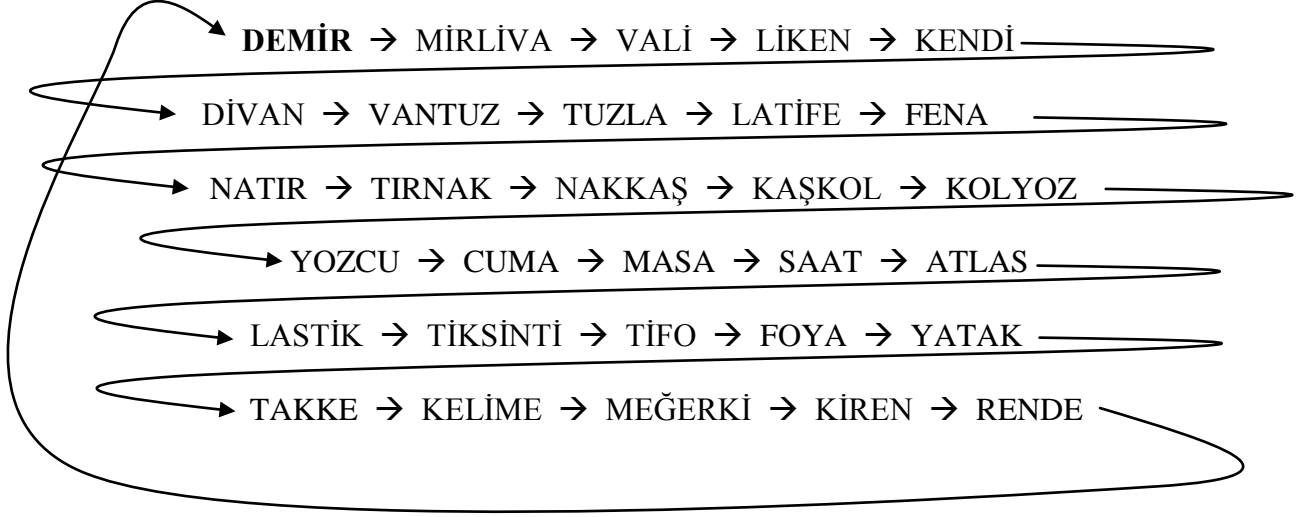 DEMİR → MİRLİVA → VALİ → LİKEN → KENDİ
DİVAN → VANTUZ → TUZLA → LATİFE → FENA
NATIR → TIRNAK → NAKKAŞ → KAŞKOL → KOLYOZ
YOZCU → CUMA → MASA → SAAT → ATLAS
LASTİK → TİKSİNTİ → TİFO → FOYA → YATAK
TAKKE → KELİME → MEĞERKİ → KİREN → RENDE